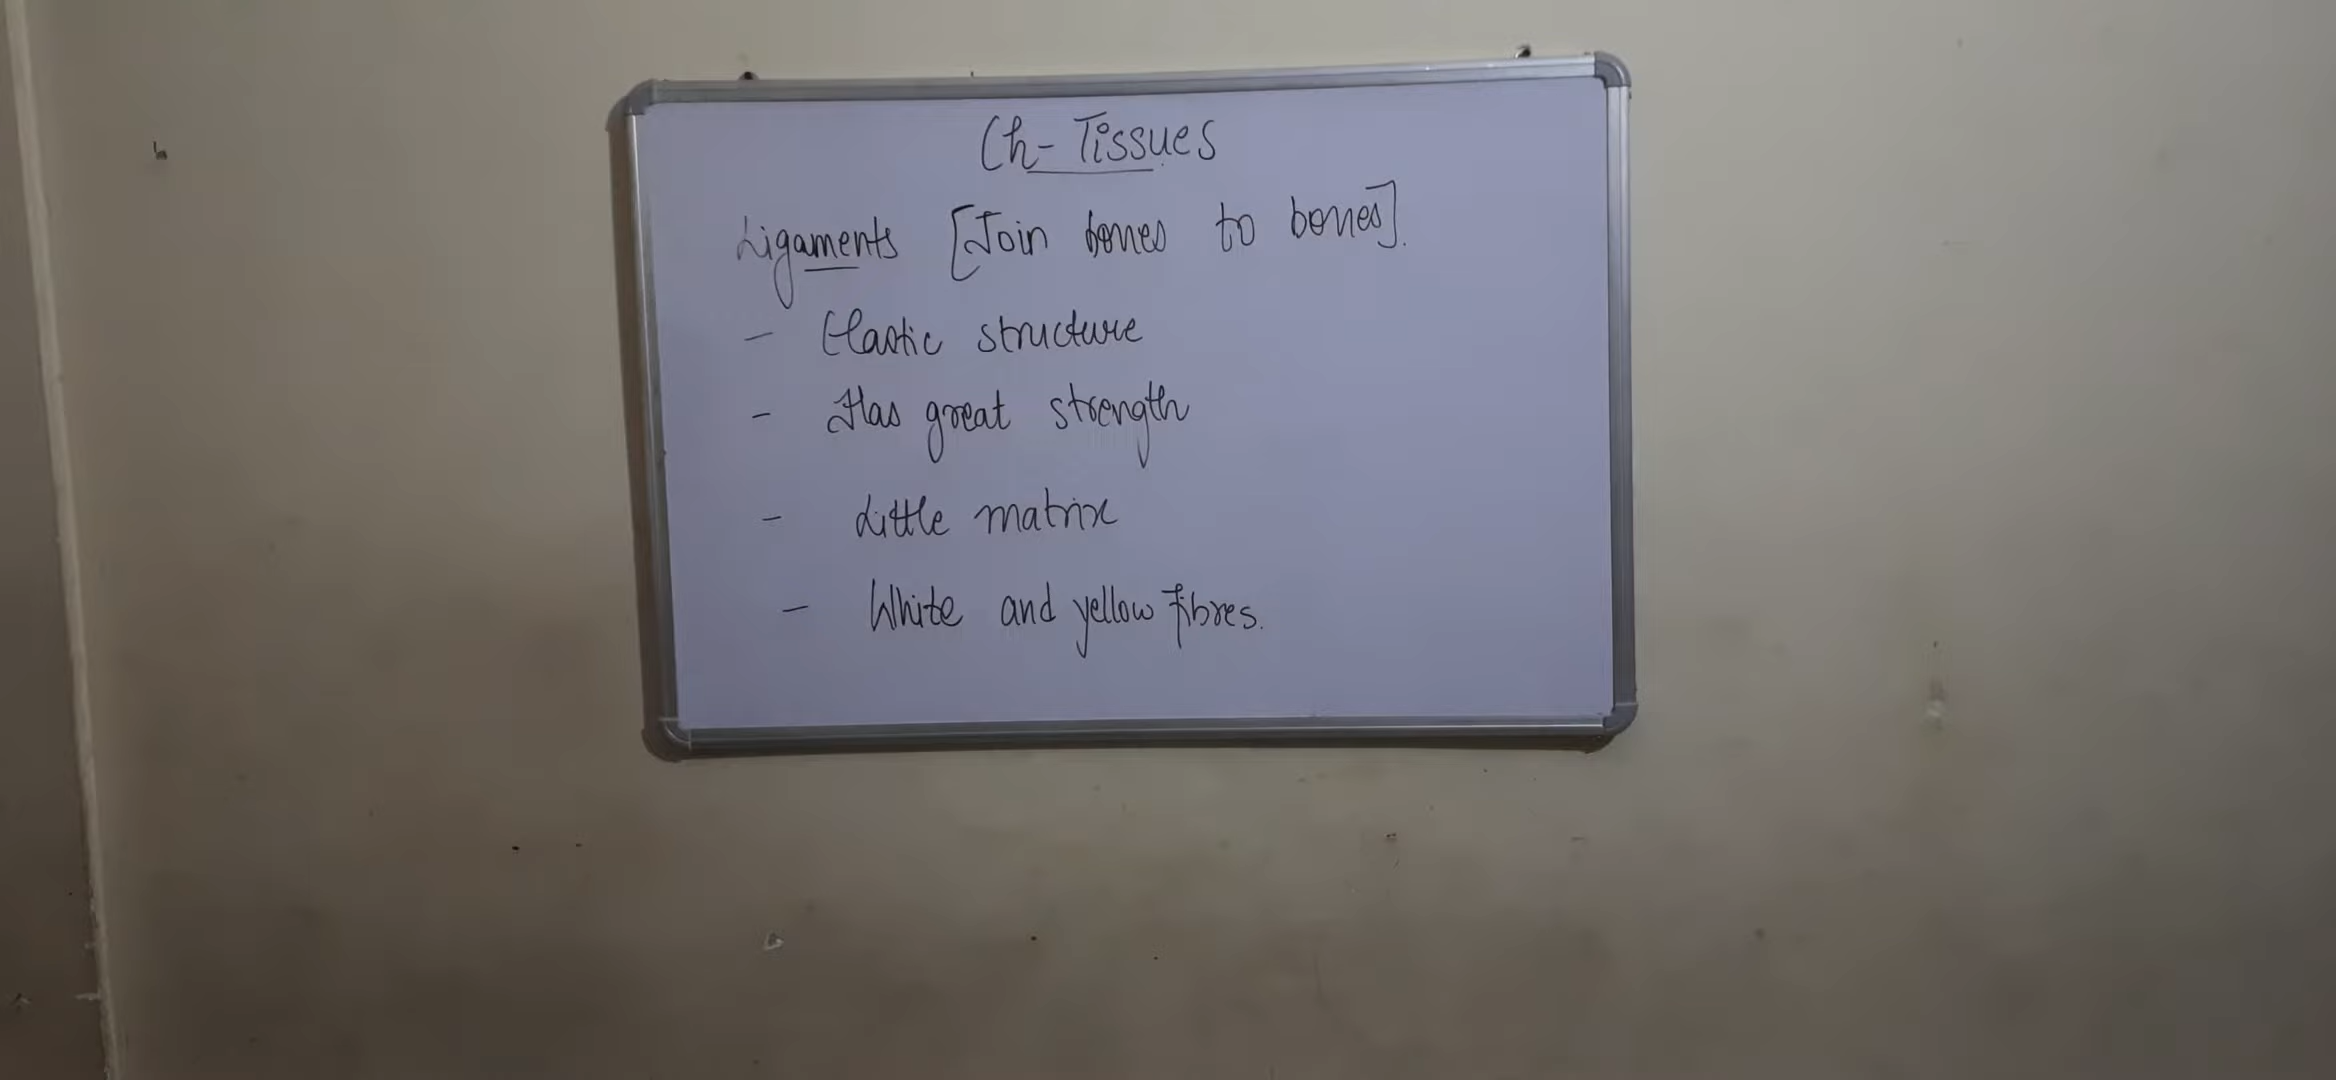 Ch- Tissues
Ligaments [Join bones to bones].
- Elastic structure
- Has great strength
- Little matrix
- White and yellow fibres.